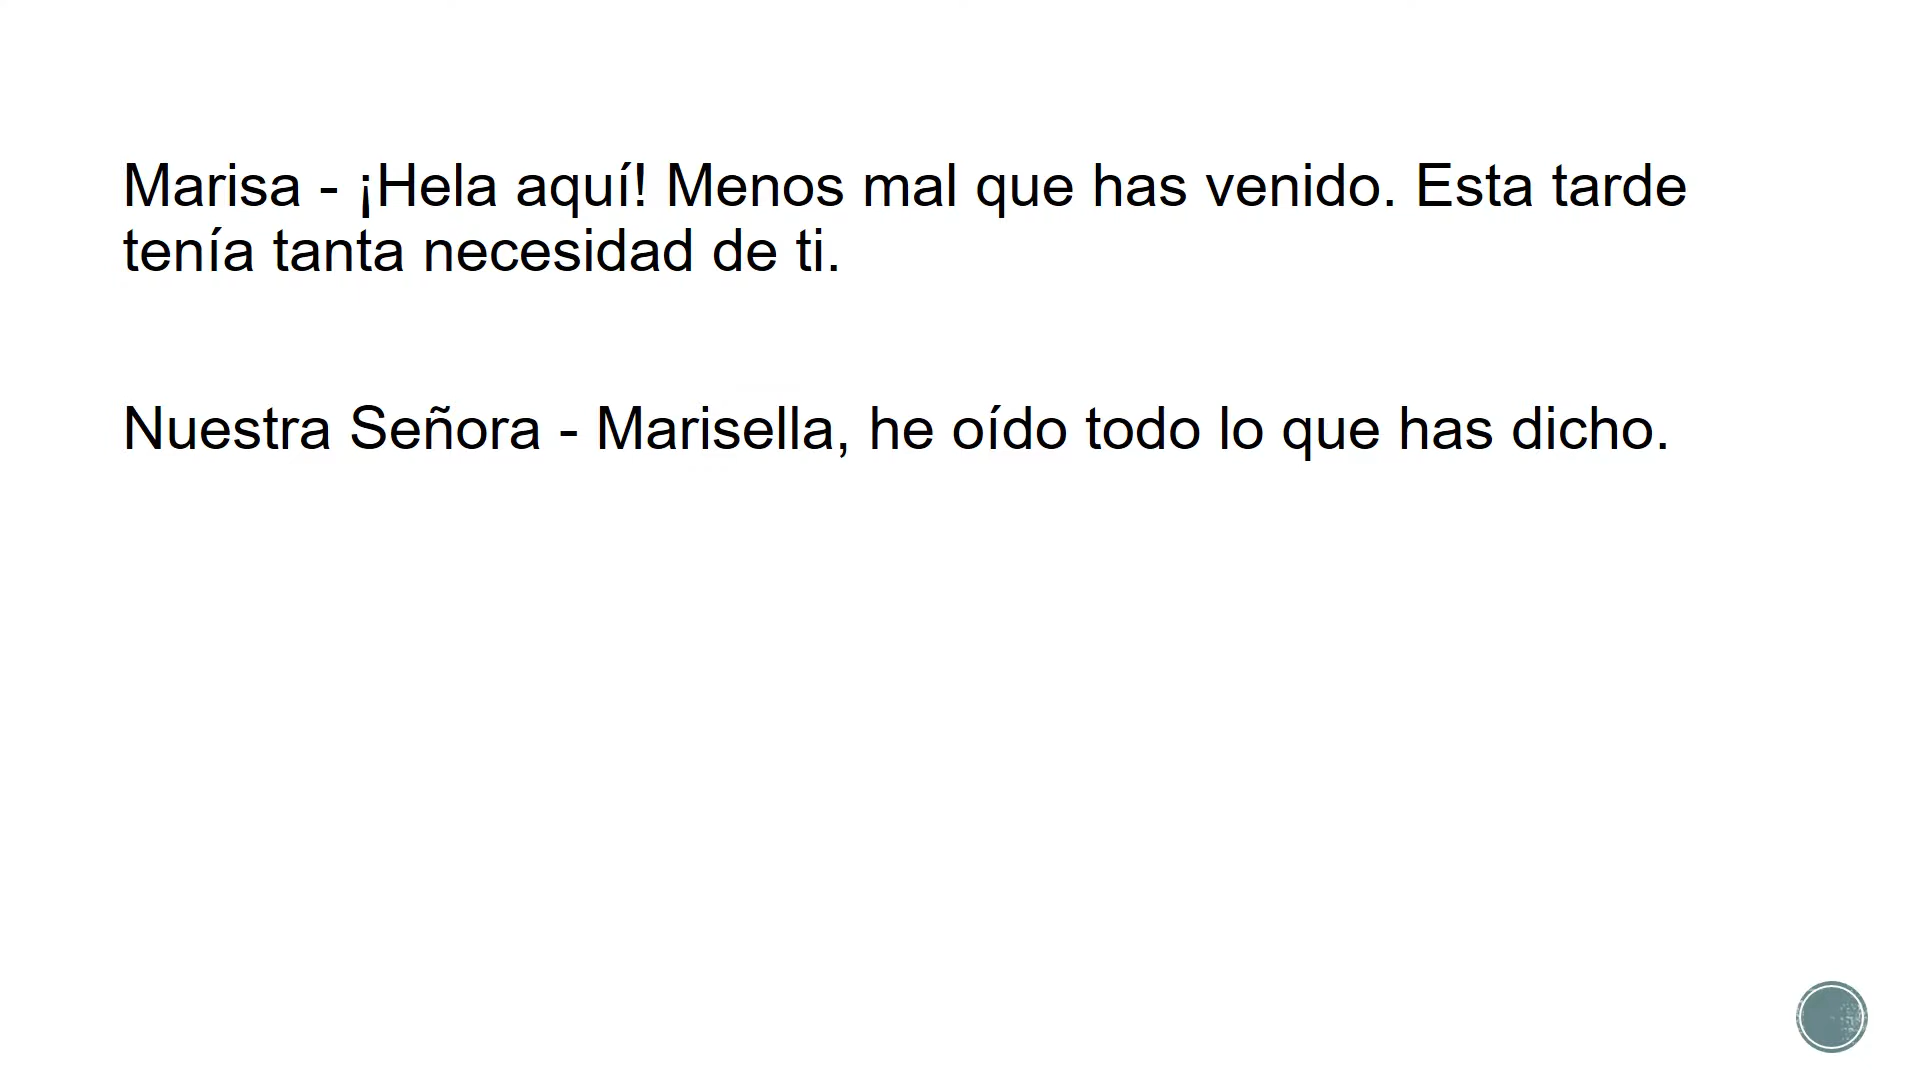 Marisa - ¡Hela aquí! Menos mal que has venido. Esta tarde
tenía tanta necesidad de ti.
Nuestra Señora - Marisella, he oído todo lo que has dicho.